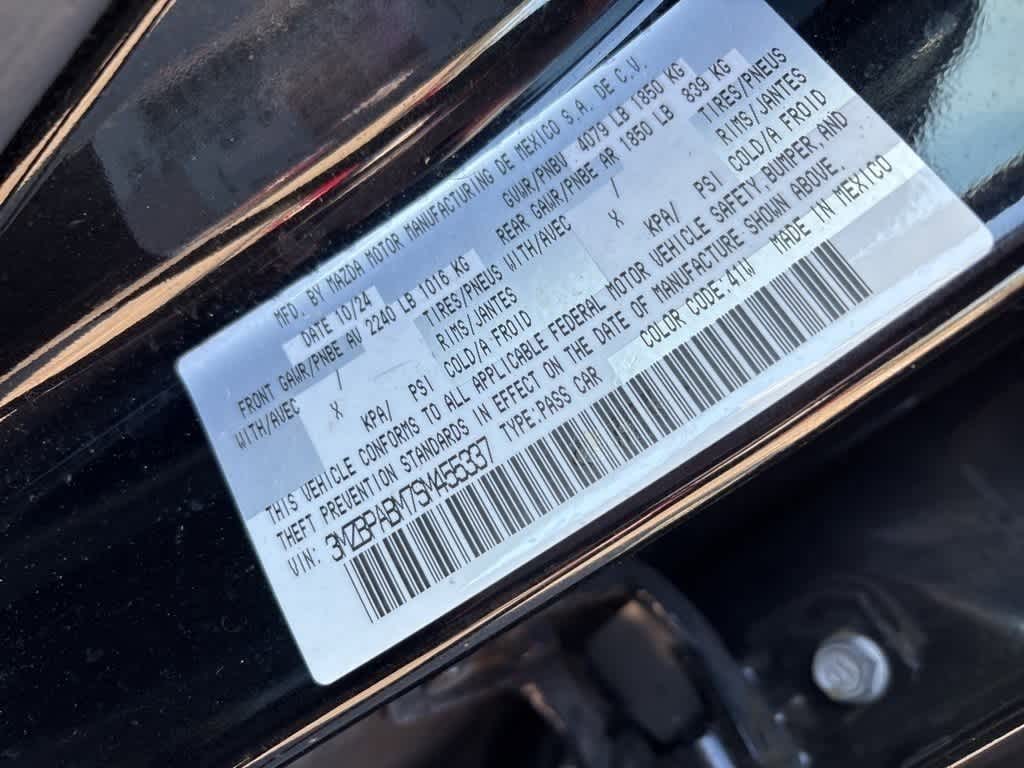 MFD. BY MAZDA MOTOR MANUFACTURING DE MEXICO S.A. DE C.V.
DATE 10/24 GVWR/PNBV 4079 LB 1850 KG
FRONT GAWR/PNBE AV 2240 LB 1016 KG REAR GAWR/PNBE AR 1850 LB 839 KG
WITH/AVEC / TIRES/PNEUS WITH/AVEC / TIRES/PNEUS
X RIMS/JANTES X RIMS/JANTES
KPA/ PSI COLD/A FROID KPA/ PSI COLD/A FROID
THIS VEHICLE CONFORMS TO ALL APPLICABLE FEDERAL MOTOR VEHICLE SAFETY, BUMPER, AND
THEFT PREVENTION STANDARDS IN EFFECT ON THE DATE OF MANUFACTURE SHOWN ABOVE.
VIN: 3MZBPABM7SM455337 TYPE:PASS CAR COLOR CODE:41W MADE IN MEXICO